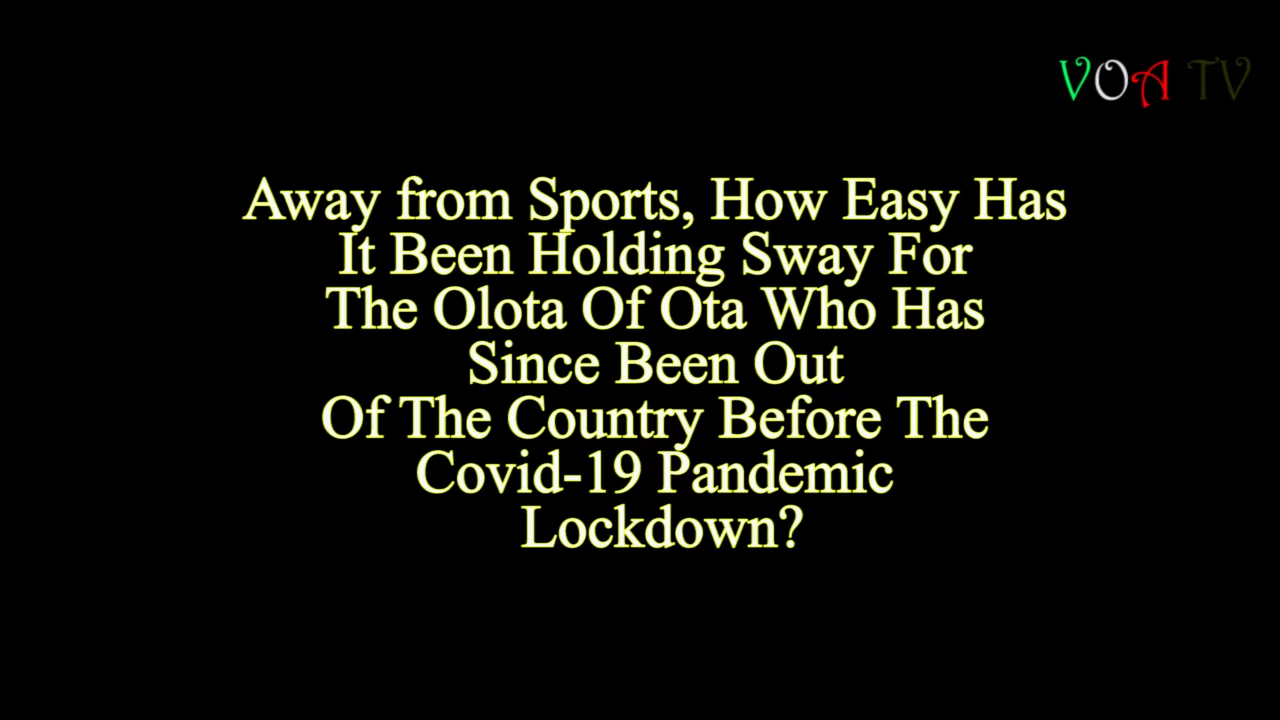 VOA TV
Away from Sports, How Easy Has
It Been Holding Sway For
The Olota Of Ota Who Has
Since Been Out
Of The Country Before The
Covid-19 Pandemic
Lockdown?